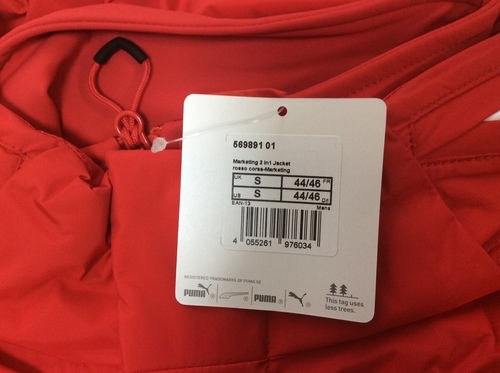 569891 01
Marketing 2 in1 Jacket
rosso corsa-Marketing
UK S 44/46 FR
US S 44/46 DE
EAN-13 Mens
4 055261 976034
REGISTERED TRADEMARKS OF PUMA SE
PUMA ® ® PUMA ® ®
This tag uses
less trees.